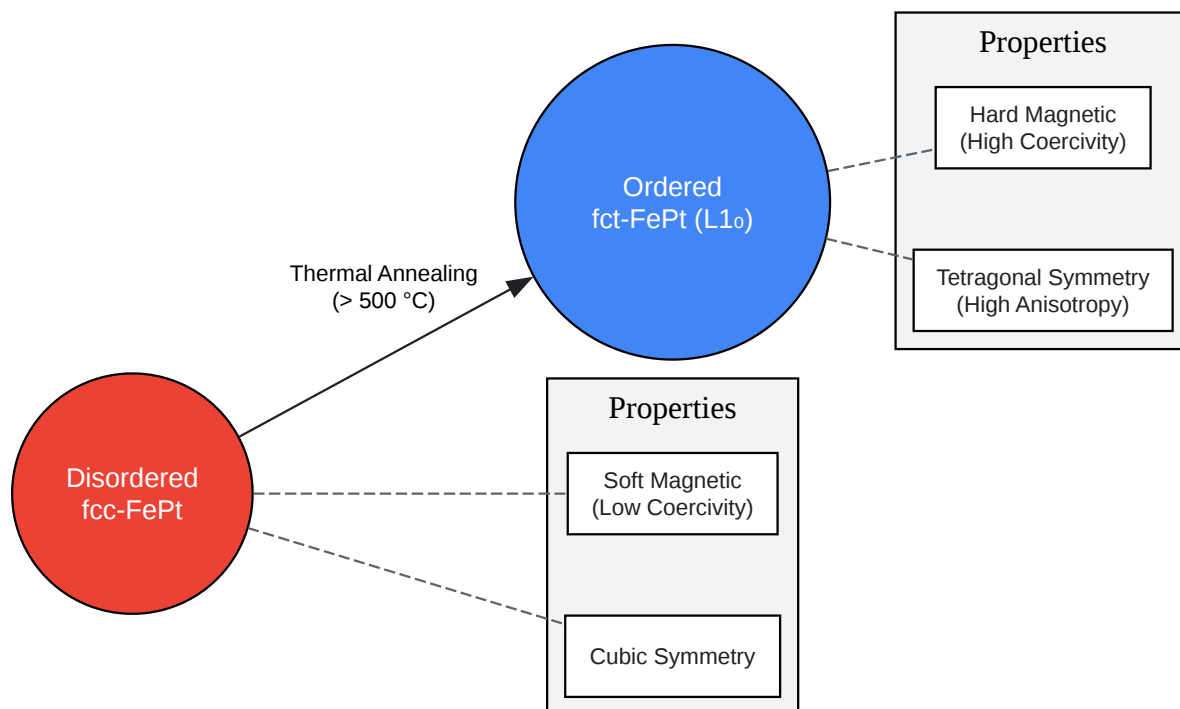 Properties
Hard Magnetic
(High Coercivity)
Ordered
fct-FePt (L1₀)
Tetragonal Symmetry
(High Anisotropy)
Thermal Annealing
(> 500 °C)
Properties
Disordered
fcc-FePt
Soft Magnetic
(Low Coercivity)
Cubic Symmetry